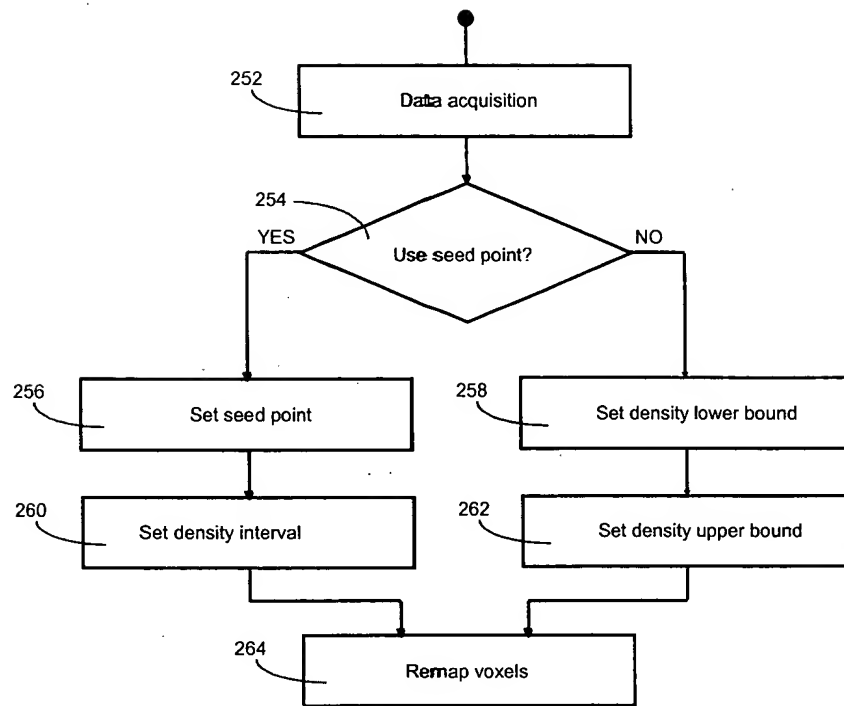 252
Data acquisition
254
YES
Use seed point?
NO
256
Set seed point
258
Set density lower bound
260
Set density interval
262
Set density upper bound
264
Remap voxels